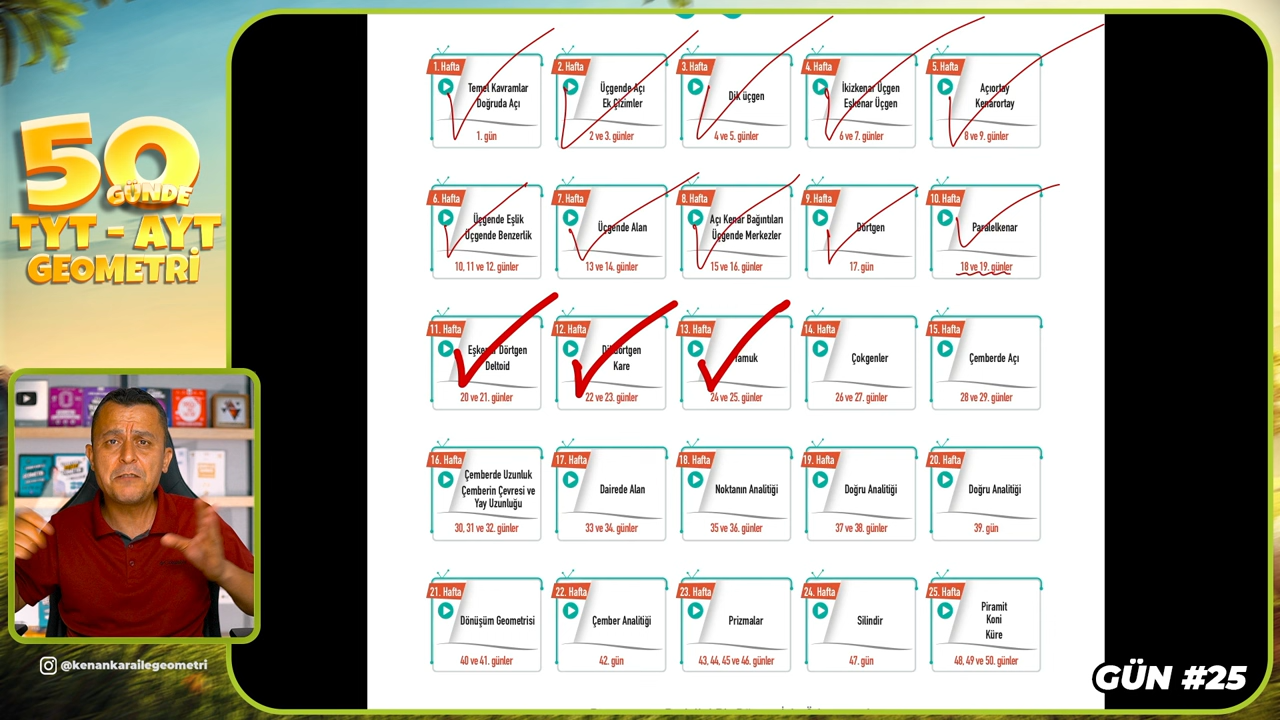 50
GÜNDE
TYT - AYT
GEOMETRİ
1. Hafta
Temel Kavramlar
Doğruda Açı
1. gün
2. Hafta
Üçgende Açı
Ek Çizimler
2 ve 3. günler
3. Hafta
Dik üçgen
4 ve 5. günler
4. Hafta
İkizkenar Üçgen
Eşkenar Üçgen
6 ve 7. günler
5. Hafta
Açıortay
Kenarortay
8 ve 9. günler
6. Hafta
Üçgende Eşlik
Üçgende Benzerlik
10, 11 ve 12. günler
7. Hafta
Üçgende Alan
13 ve 14. günler
8. Hafta
Açı Kenar Bağıntıları
Üçgende Merkezler
15 ve 16. günler
9. Hafta
Dörtgen
17. gün
10. Hafta
Paralelkenar
18 ve 19. günler
11. Hafta
Eşkenar Dörtgen
Deltoid
20 ve 21. günler
12. Hafta
Dikdörtgen
Kare
22 ve 23. günler
13. Hafta
Yamuk
24 ve 25. günler
14. Hafta
Çokgenler
26 ve 27. günler
15. Hafta
Çemberde Açı
28 ve 29. günler
16. Hafta
Çemberde Uzunluk
Çemberin Çevresi ve
Yay Uzunluğu
30, 31 ve 32. günler
17. Hafta
Dairede Alan
33 ve 34. günler
18. Hafta
Noktanın Analitiği
35 ve 36. günler
19. Hafta
Doğru Analitiği
37 ve 38. günler
20. Hafta
Doğru Analitiği
39. gün
21. Hafta
Dönüşüm Geometrisi
40 ve 41. günler
22. Hafta
Çember Analitiği
42. gün
23. Hafta
Prizmalar
43, 44, 45 ve 46. günler
24. Hafta
Silindir
47. gün
25. Hafta
Piramit
Koni
Küre
48, 49 ve 50. günler
@kenankarailegeometri
GÜN #25